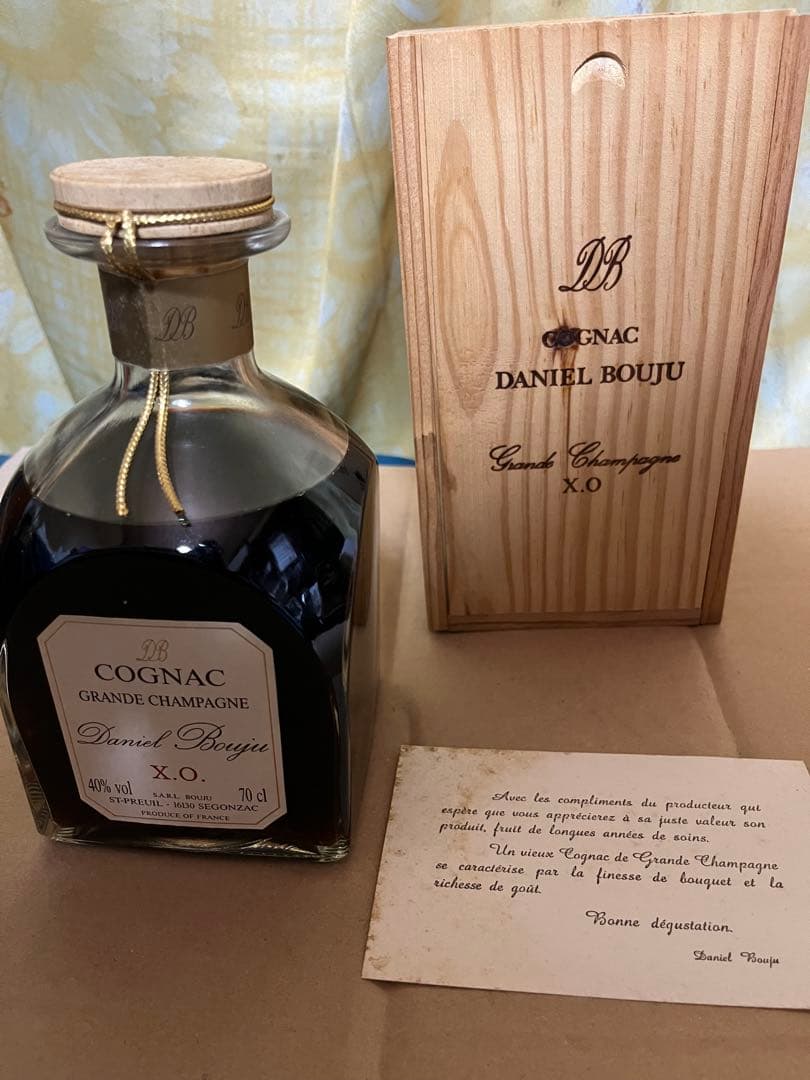 DB
COGNAC
DANIEL BOUJU
Grande Champagne
X.O
DB
DB
COGNAC
GRANDE CHAMPAGNE
Daniel Bouju
X.O.
40% vol
70 cl
S.A.R.L. BOUJU
ST-PREUIL - 16130 SEGONZAC
PRODUCE OF FRANCE
Avec les compliments du producteur qui
espère que vous apprécierez à sa juste valeur son
produit, fruit de longues années de soins.
Un vieux Cognac de Grande Champagne
se caractérise par la finesse de bouquet et la
richesse de goût.
Bonne dégustation.
Daniel Bouju